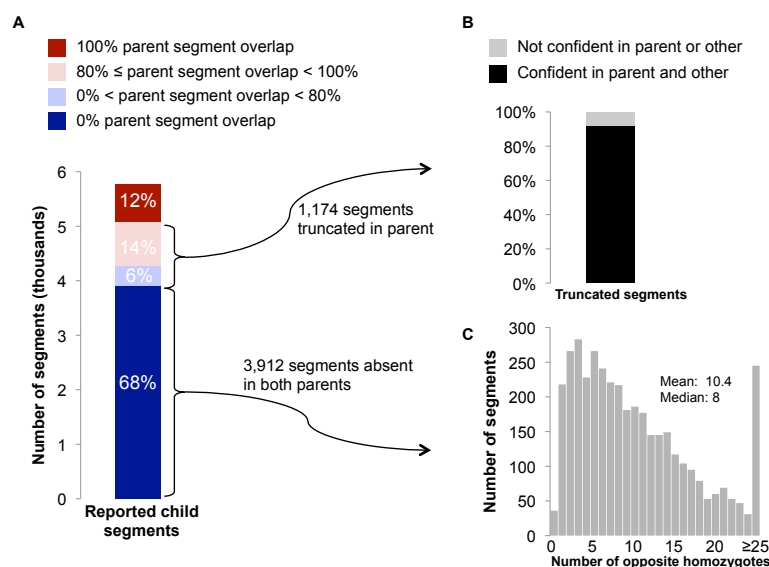 A
100% parent segment overlap
80% ≤ parent segment overlap < 100%
0% < parent segment overlap < 80%
0% parent segment overlap
Number of segments (thousands)
6
5
4
3
2
1
0
12%
14%
6%
68%
Reported child
segments
1,174 segments
truncated in parent
3,912 segments absent
in both parents
B
Not confident in parent or other
Confident in parent and other
100%
80%
60%
40%
20%
0%
Truncated segments
C
Number of segments
300
250
200
150
100
50
0
Mean: 10.4
Median: 8
0 5 10 15 20 ≥25
Number of opposite homozygotes